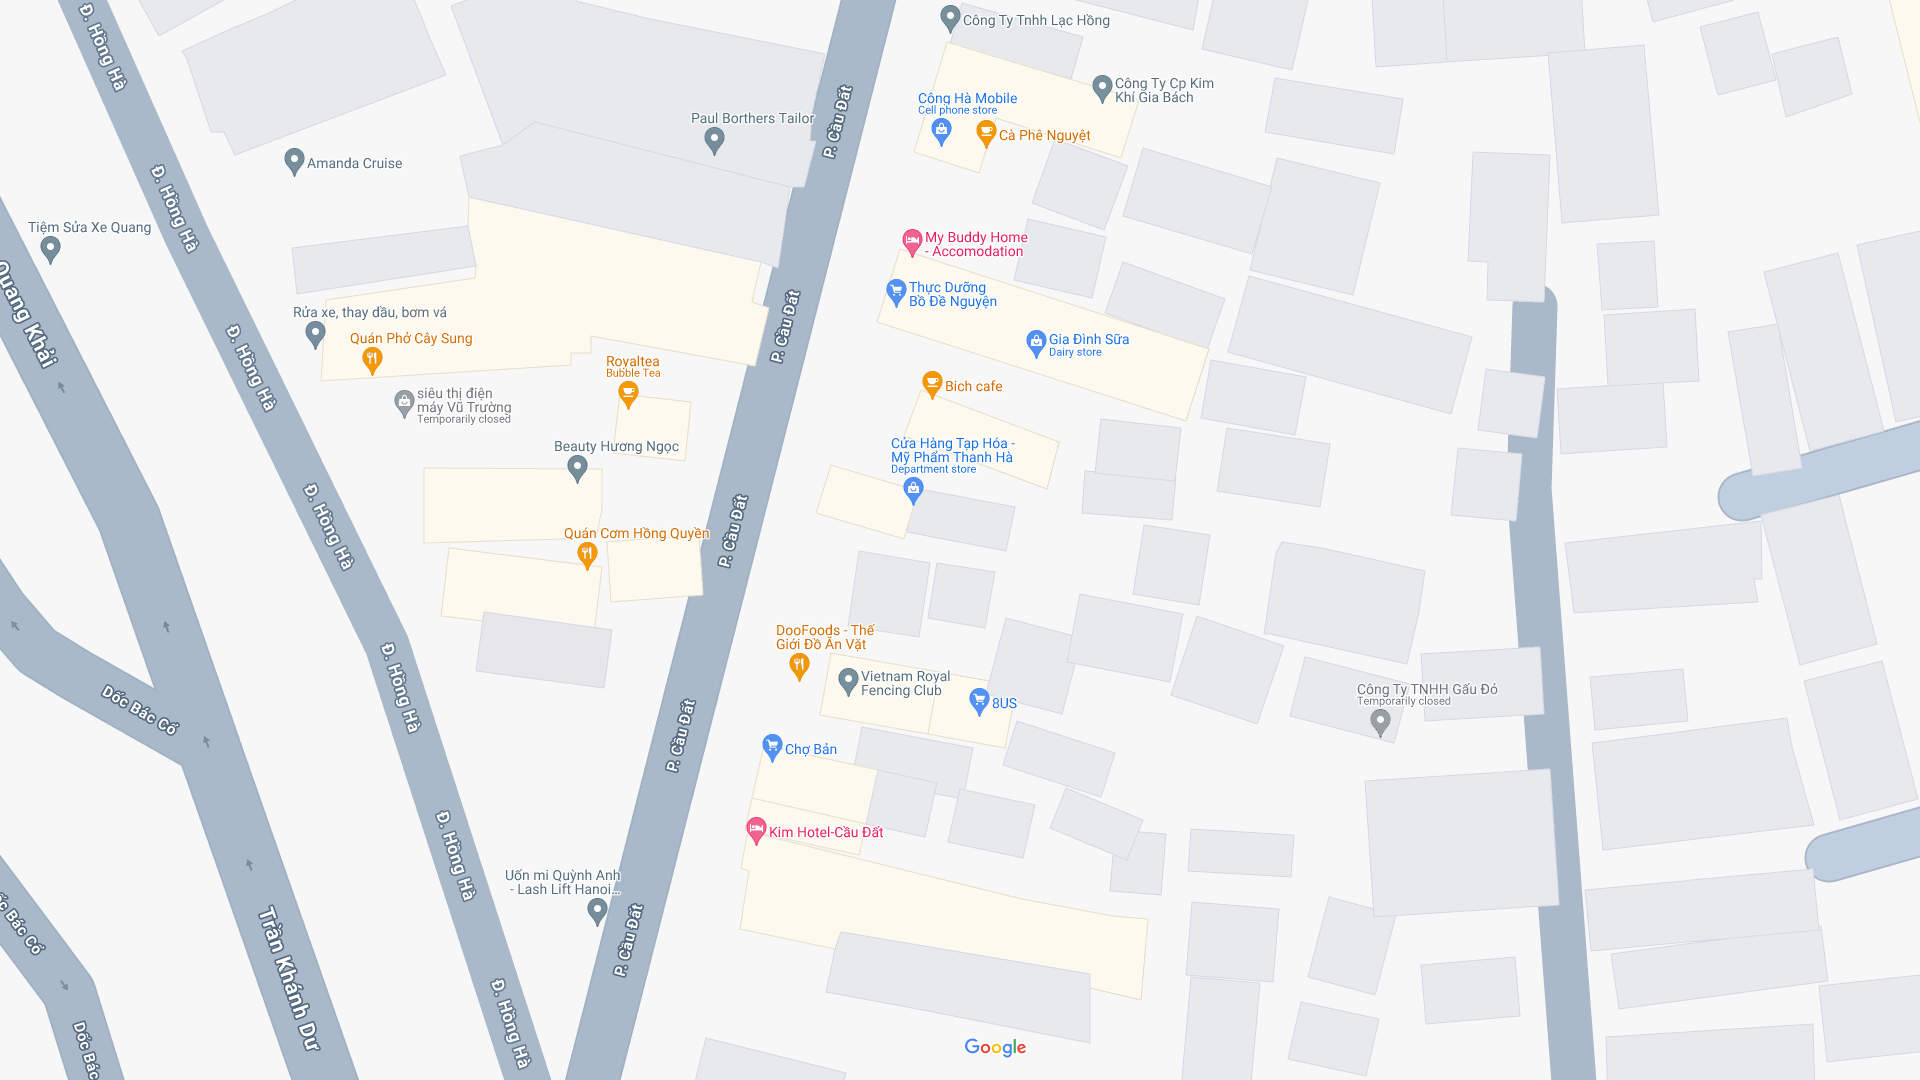 Đ. Hồng Hà
Công Ty Tnhh Lạc Hồng
Công Ty Cp Kim
Khí Gia Bách
Công Hà Mobile
Cell phone store
Cà Phê Nguyệt
Paul Borthers Tailor
P. Cầu Đất
Amanda Cruise
Đ. Hồng Hà
Tiệm Sửa Xe Quang
My Buddy Home
- Accomodation
Thực Dưỡng
Bồ Đề Nguyện
Quang Khải
Rửa xe, thay dầu, bơm vá
Quán Phở Cây Sung
P. Cầu Đất
Gia Đình Sữa
Dairy store
Đ. Hồng Hà
Royaltea
Bubble Tea
Bich cafe
siêu thị điện
máy Vũ Trường
Temporarily closed
Beauty Hương Ngọc
Cửa Hàng Tạp Hóa -
Mỹ Phẩm Thanh Hà
Department store
Đ. Hồng Hà
P. Cầu Đất
Quán Cơm Hồng Quyền
DooFoods - Thế
Giới Đồ Ăn Vặt
Vietnam Royal
Fencing Club
8US
Công Ty TNHH Gấu Đỏ
Temporarily closed
Đ. Hồng Hà
Dốc Bác Cổ
P. Cầu Đất
Chợ Bản
Kim Hotel-Cầu Đất
Đ. Hồng Hà
Uốn mi Quỳnh Anh
- Lash Lift Hanoi...
ốc Bác Cổ
P. Cầu Đất
Trần Khánh Dư
Đ. Hồng Hà
Dốc Bác
Google